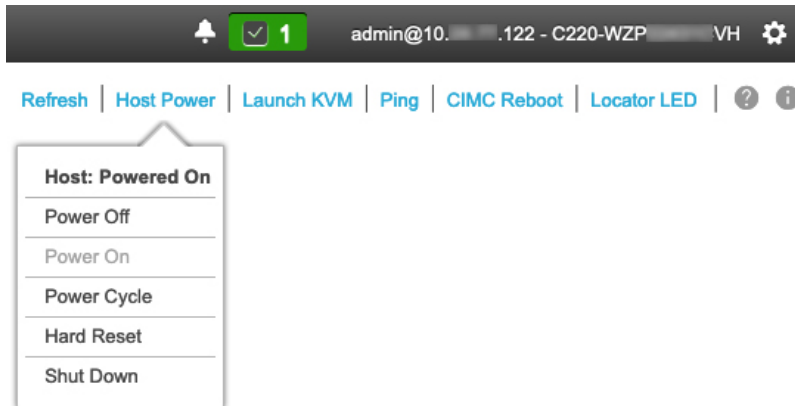 1 admin@10. .122 - C220-WZP VH
Refresh | Host Power | Launch KVM | Ping | CIMC Reboot | Locator LED | ? i
Host: Powered On
Power Off
Power On
Power Cycle
Hard Reset
Shut Down